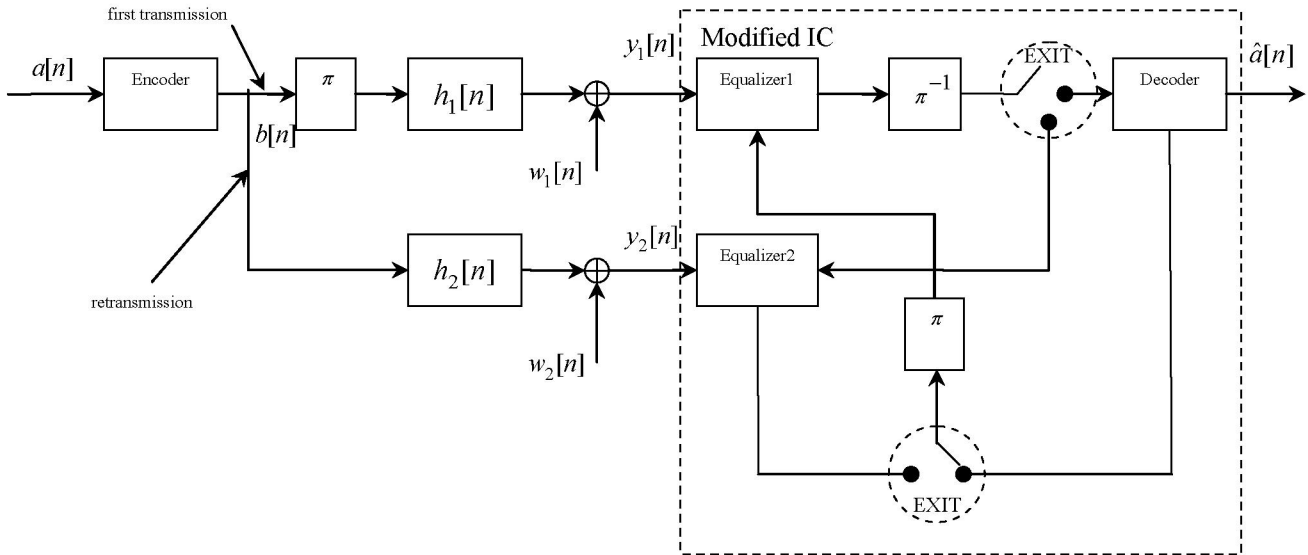 first transmission
a[n]
Encoder
b[n]
π
h₁[n]
w₁[n]
y₁[n]
Modified IC
Equalizer1
π⁻¹
EXIT
Decoder
â[n]
retransmission
h₂[n]
w₂[n]
y₂[n]
Equalizer2
π
EXIT